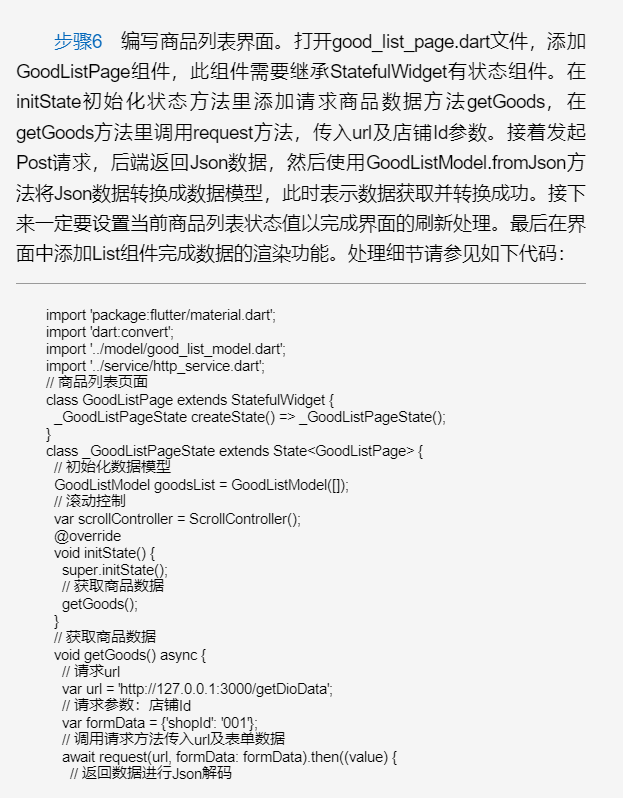 步骤6 编写商品列表界面。打开good_list_page.dart文件，添加
GoodListPage组件，此组件需要继承StatefulWidget有状态组件。在
initState初始化状态方法里添加请求商品数据方法getGoods，在
getGoods方法里调用request方法，传入url及店铺Id参数。接着发起
Post请求，后端返回Json数据，然后使用GoodListModel.fromJson方
法将Json数据转换成数据模型，此时表示数据获取并转换成功。接下
来一定要设置当前商品列表状态值以完成界面的刷新处理。最后在界
面中添加List组件完成数据的渲染功能。处理细节请参见如下代码：
import 'package:flutter/material.dart';
import 'dart:convert';
import '../model/good_list_model.dart';
import '../service/http_service.dart';
// 商品列表页面
class GoodListPage extends StatefulWidget {
  _GoodListPageState createState() => _GoodListPageState();
}
class _GoodListPageState extends State<GoodListPage> {
  // 初始化数据模型
  GoodListModel goodsList = GoodListModel([]);
  // 滚动控制
  var scrollController = ScrollController();
  @override
  void initState() {
    super.initState();
    // 获取商品数据
    getGoods();
  }
  // 获取商品数据
  void getGoods() async {
    // 请求url
    var url = 'http://127.0.0.1:3000/getDioData';
    // 请求参数：店铺Id
    var formData = {'shopId': '001'};
    // 调用请求方法传入url及表单数据
    await request(url, formData: formData).then((value) {
      // 返回数据进行Json解码